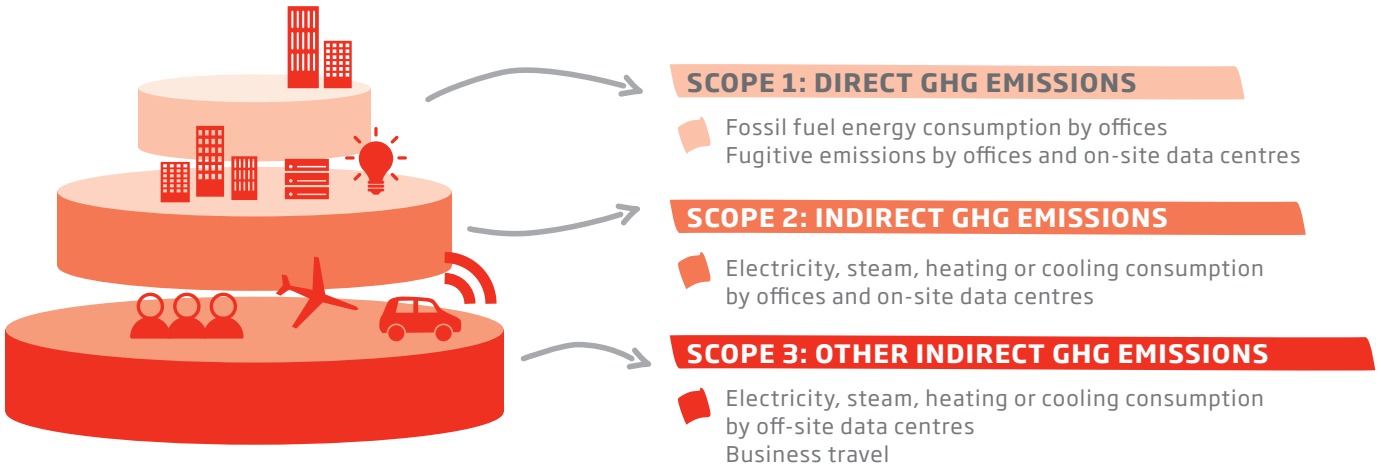 SCOPE 1: DIRECT GHG EMISSIONS
Fossil fuel energy consumption by offices
Fugitive emissions by offices and on-site data centres
SCOPE 2: INDIRECT GHG EMISSIONS
Electricity, steam, heating or cooling consumption
by offices and on-site data centres
SCOPE 3: OTHER INDIRECT GHG EMISSIONS
Electricity, steam, heating or cooling consumption
by off-site data centres
Business travel